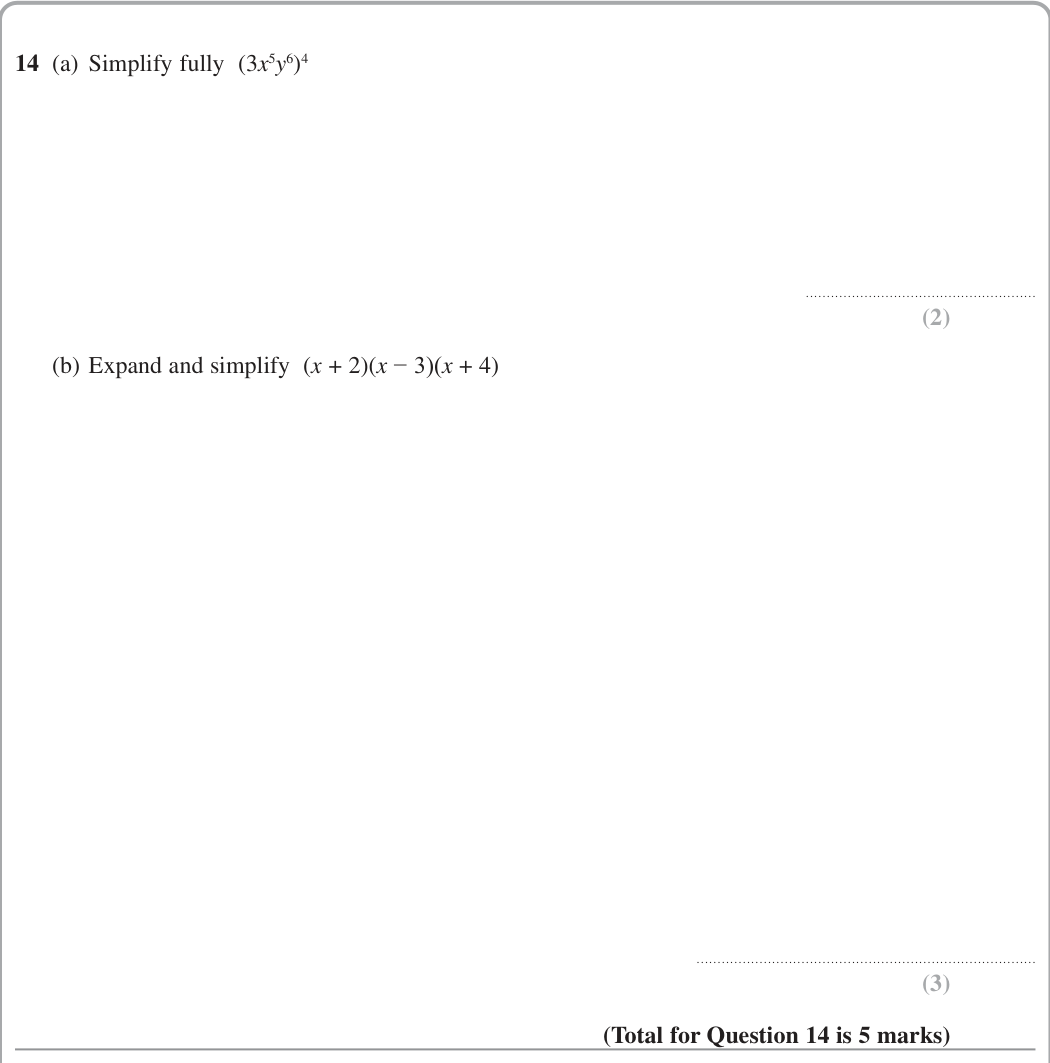 14 (a) Simplify fully (3x⁵y⁶)⁴
(2)
(b) Expand and simplify (x + 2)(x − 3)(x + 4)
(3)
(Total for Question 14 is 5 marks)